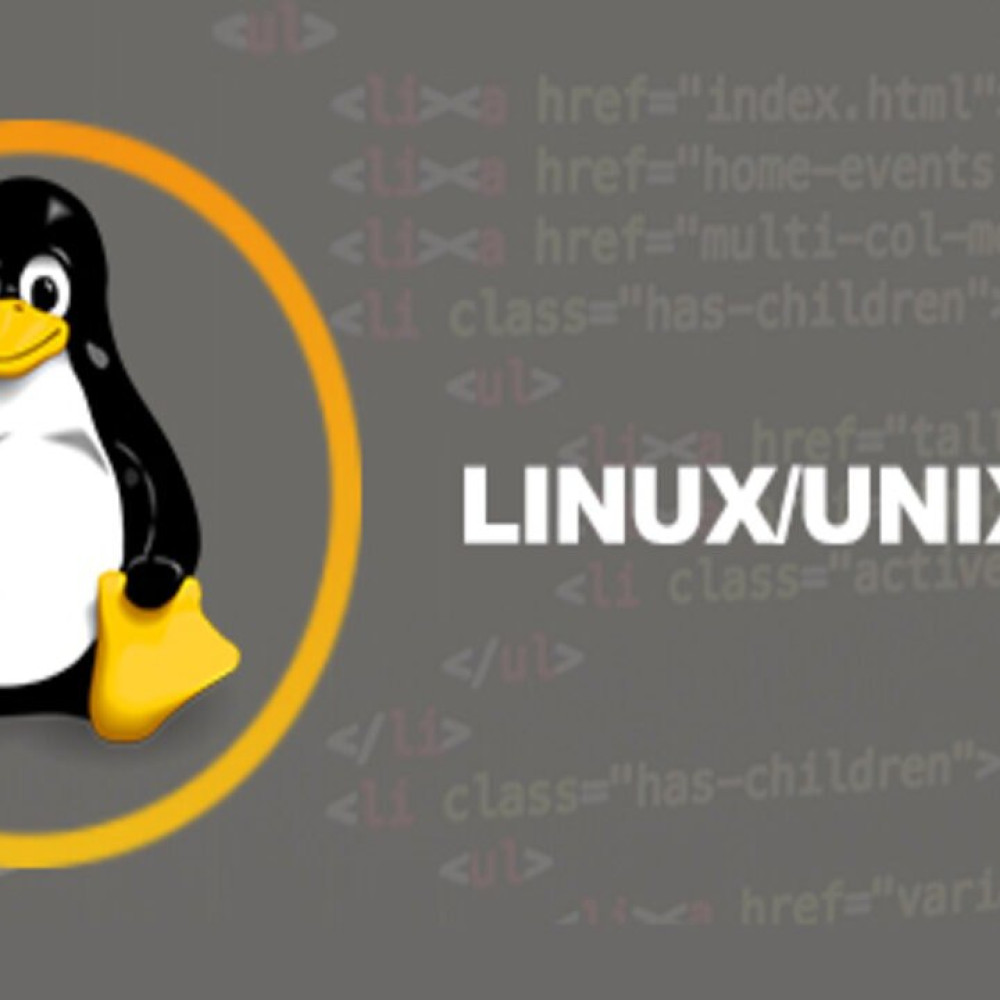 <ul>
<li><a href="index.html"
<li><a href="home-events
<li><a href="multi-col-m
<li class="has-children">
<ul>
<li><a href="tal
LINUX/UNIX
<li class="active
</ul>
</li>
<li class="has-children">
<ul>
<li><a href="vari